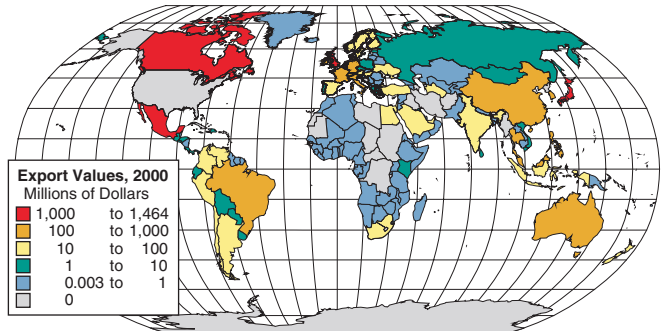 Export Values, 2000
Millions of Dollars
1,000 to 1,464
100 to 1,000
10 to 100
1 to 10
0.003 to 1
0